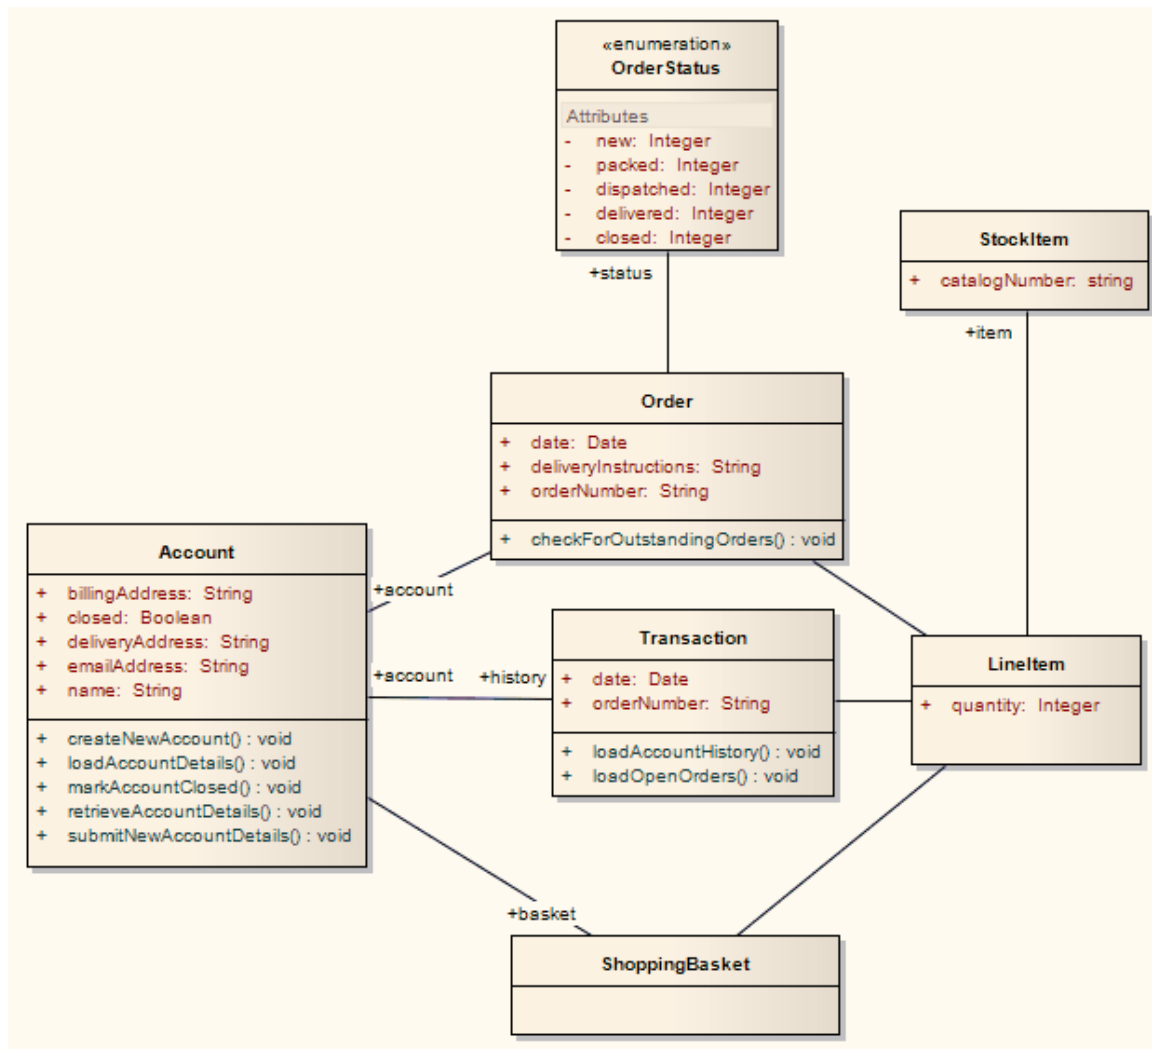 «enumeration»
OrderStatus
Attributes
- new: Integer
- packed: Integer
- dispatched: Integer
- delivered: Integer
- closed: Integer
+status
StockItem
+ catalogNumber: string
+item
Order
+ date: Date
+ deliveryInstructions: String
+ orderNumber: String
+ checkForOutstandingOrders() : void
Account
+ billingAddress: String
+ closed: Boolean
+ deliveryAddress: String
+ emailAddress: String
+ name: String
+ createNewAccount() : void
+ loadAccountDetails() : void
+ markAccountClosed() : void
+ retrieveAccountDetails() : void
+ submitNewAccountDetails() : void
+account
+account
+history
Transaction
+ date: Date
+ orderNumber: String
+ loadAccountHistory() : void
+ loadOpenOrders() : void
LineItem
+ quantity: Integer
+basket
ShoppingBasket